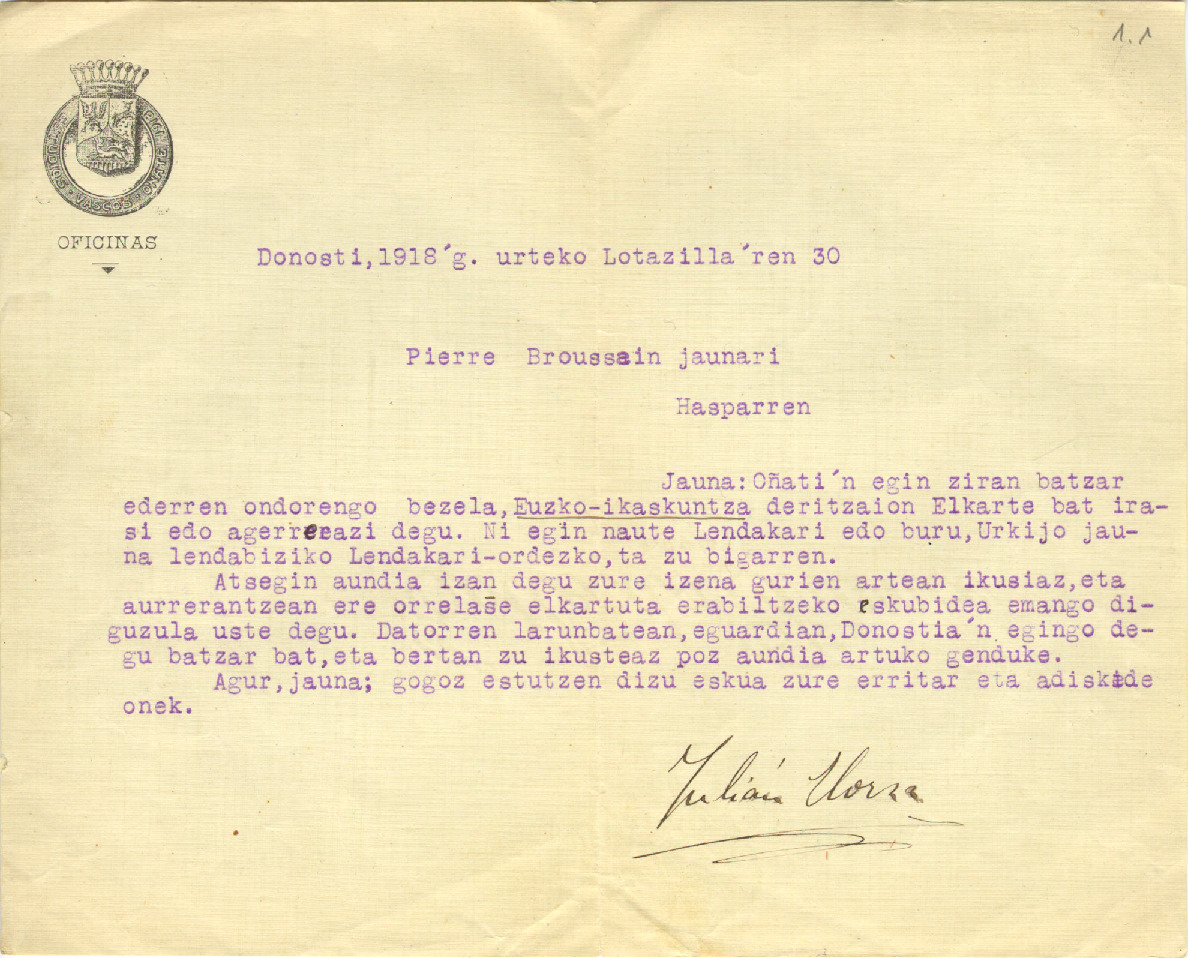 1.1
VASCOS · OÑATE
OFICINAS
Donosti,1918´g. urteko Lotazilla´ren 30
Pierre Broussain jaunari
Hasparren
Jauna:Oñati´n egin ziran batzar
ederren ondorengo bezela,Euzko-ikaskuntza deritzaion Elkarte bat ira-
si edo agerrerazi degu. Ni egin naute Lendakari edo buru,Urkijo jau-
na lendabiziko Lendakari-ordezko,ta zu bigarren.
Atsegin aundia izan degu zure izena gurien artean ikusiaz,eta
aurrerantzean ere orrelas̄e elkartuta erabiltzeko eskubidea emango di-
guzula uste degu. Datorren larunbatean,eguardian,Donostia´n egingo de-
gu batzar bat,eta bertan zu ikusteaz poz aundia artuko genduke.
Agur,jauna; gogoz estutzen dizu eskua zure erritar eta adiskide
onek.
Julián Elorza